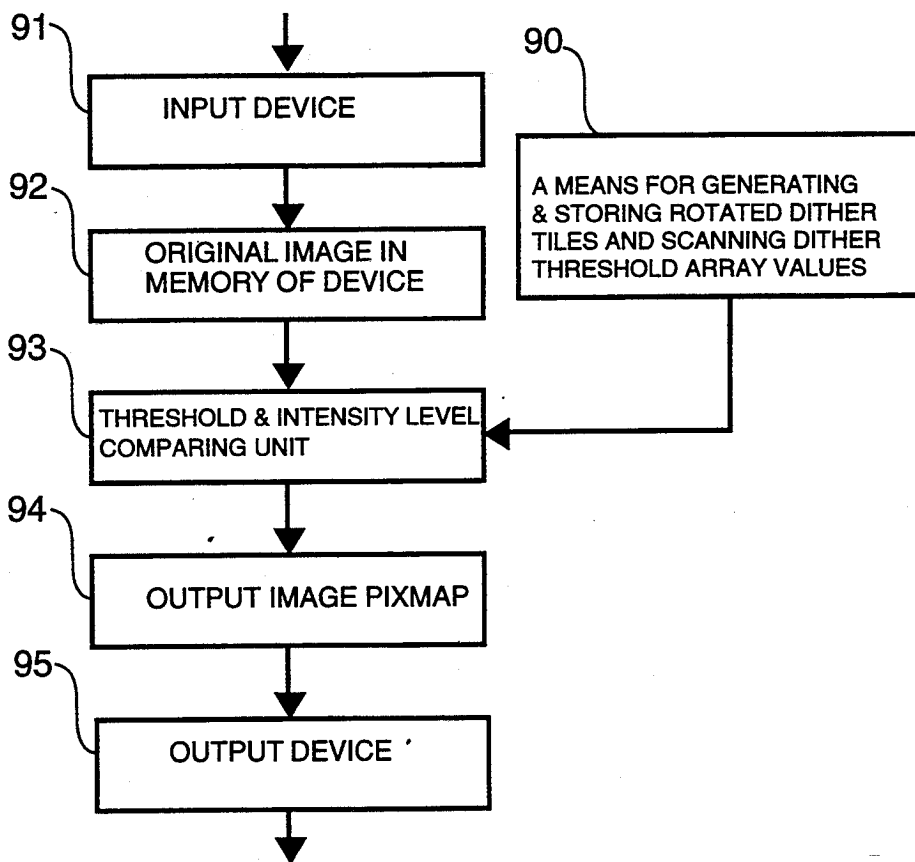 91
INPUT DEVICE
90
A MEANS FOR GENERATING
& STORING ROTATED DITHER
TILES AND SCANNING DITHER
THRESHOLD ARRAY VALUES
92
ORIGINAL IMAGE IN
MEMORY OF DEVICE
93
THRESHOLD & INTENSITY LEVEL
COMPARING UNIT
94
OUTPUT IMAGE PIXMAP
95
OUTPUT DEVICE